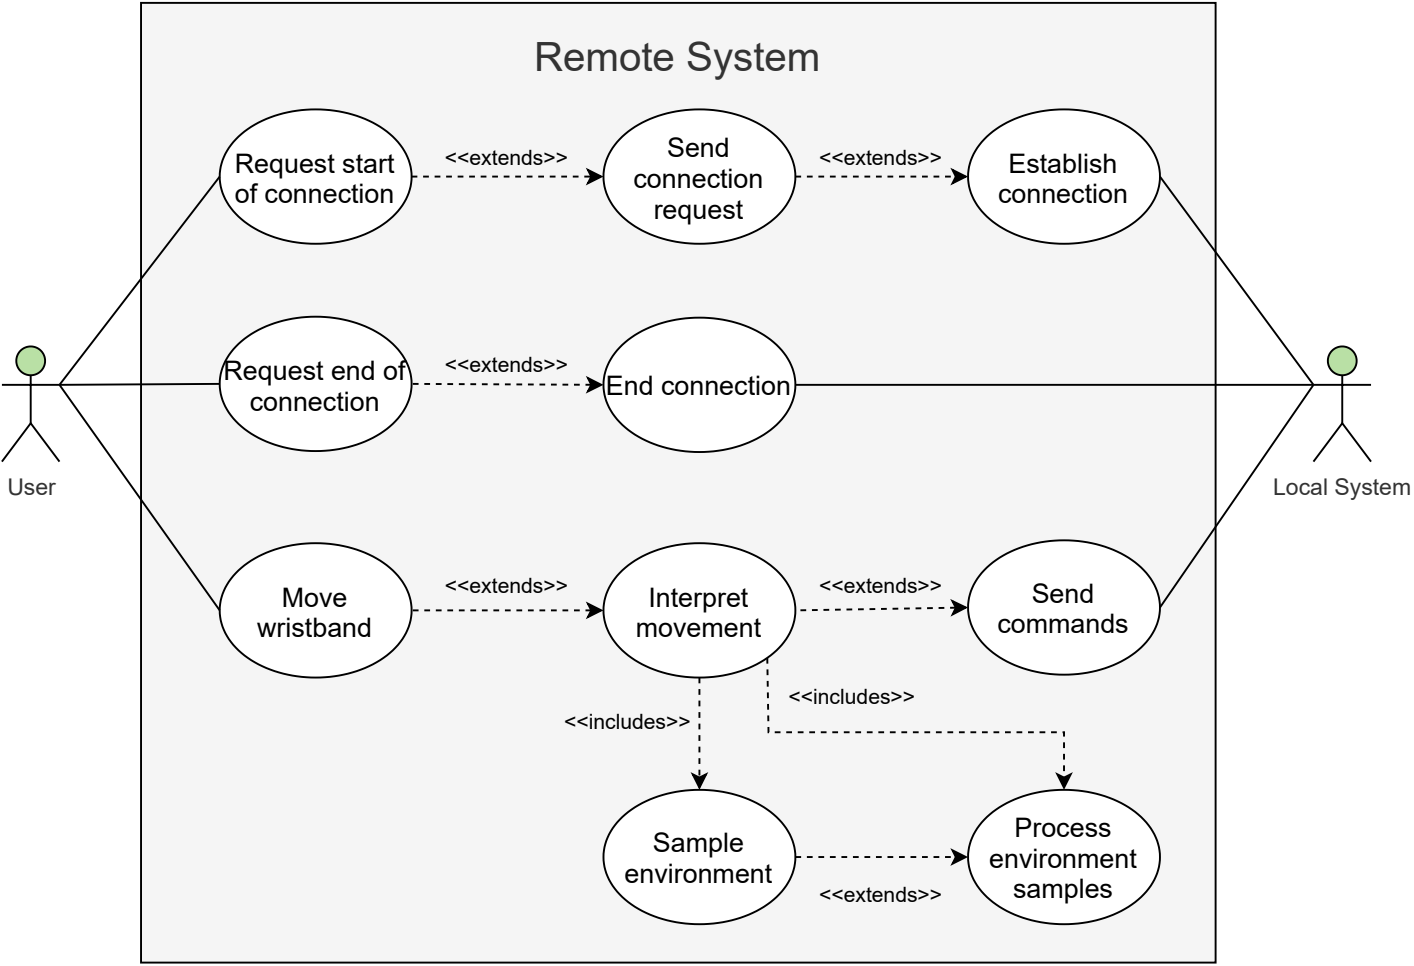 Remote System
Request start
of connection
<<extends>>
Send
connection
request
<<extends>>
Establish
connection
Request end of
connection
<<extends>>
End connection
User
Local System
Move
wristband
<<extends>>
Interpret
movement
<<extends>>
Send
commands
<<includes>>
<<includes>>
Sample
environment
<<extends>>
Process
environment
samples